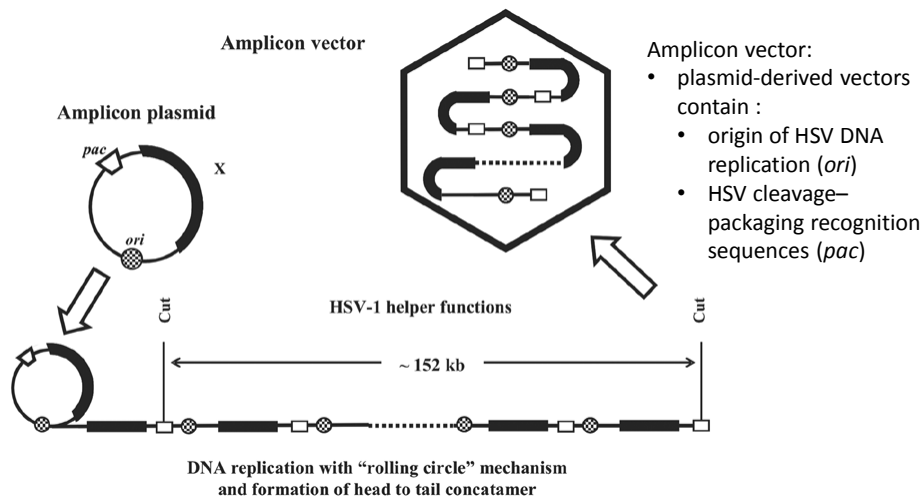 Amplicon vector
Amplicon plasmid
pac
X
ori
Amplicon vector:
• plasmid-derived vectors
contain :
• origin of HSV DNA
replication (ori)
• HSV cleavage–
packaging recognition
sequences (pac)
HSV-1 helper functions
Cut
Cut
~ 152 kb
DNA replication with “rolling circle” mechanism
and formation of head to tail concatamer